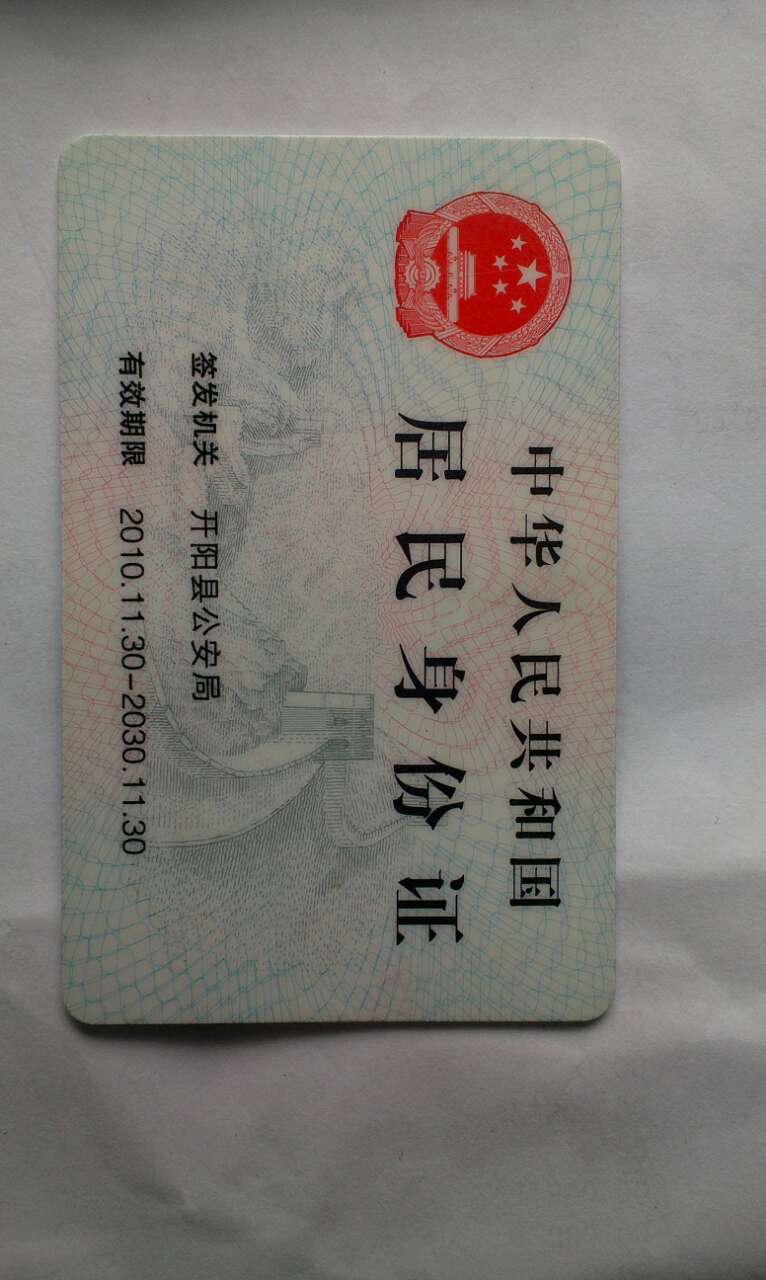 中华人民共和国
居民身份证
签发机关 开阳县公安局
有效期限 2010.11.30-2030.11.30